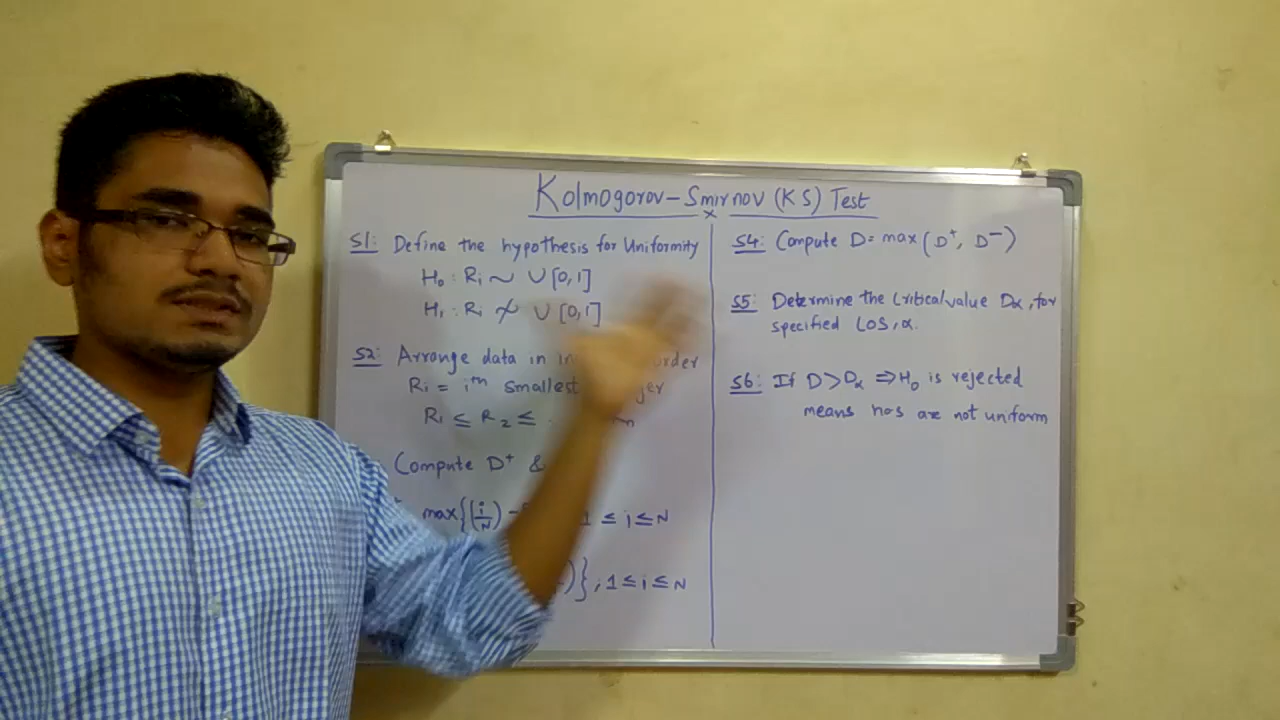 Kolmogorov-Smirnov (KS) Test
S1: Define the hypothesis for Uniformity
H₀: Ri ~ U[0,1]
H₁: Ri ≁ U[0,1]
S2: Arrange data in order
Ri = iᵗʰ smallest
R₁ ≤ R₂ ≤ .
Compute D⁺ &
max{(i/N) - 1 ≤ i ≤ N
)}, 1 ≤ i ≤ N
S4: Compute D = max(D⁺, D⁻)
S5: Determine the Critical value Dα, for
specified LOS, α.
S6: If D > Dα ⇒ H₀ is rejected
means nos are not uniform